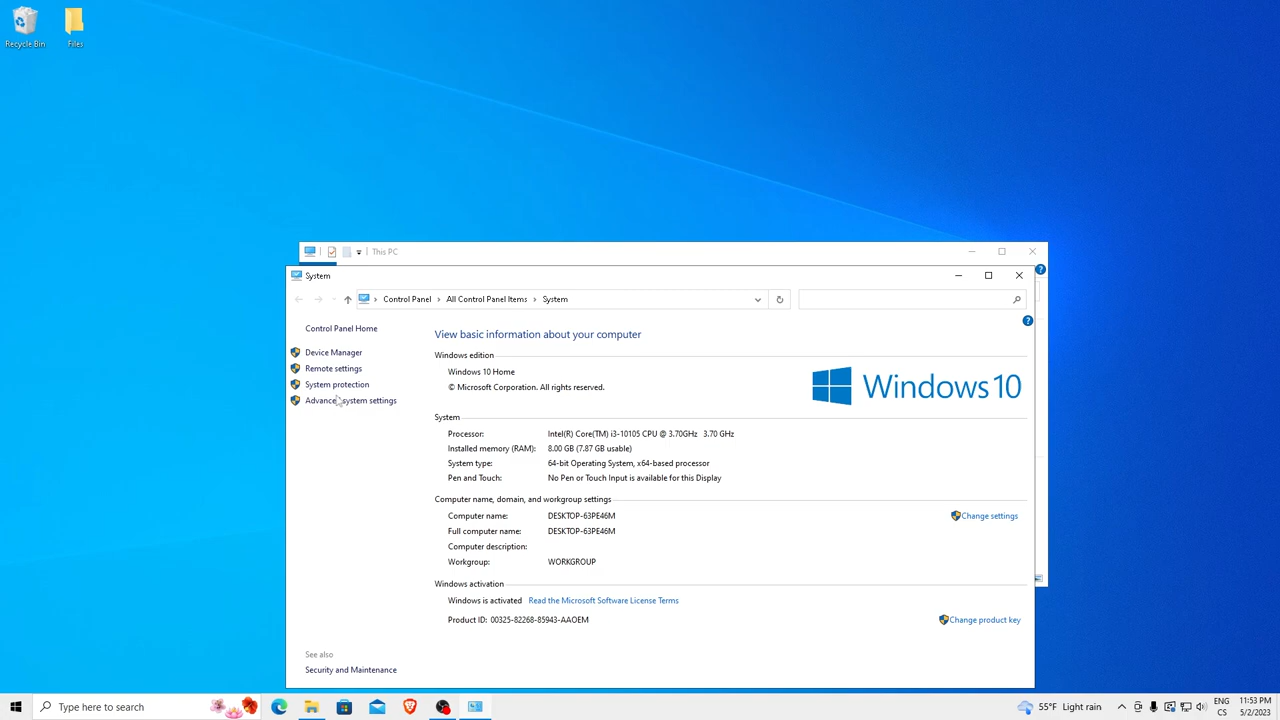 Recycle Bin
Files
This PC
System
Control Panel
All Control Panel Items
System
Control Panel Home
Device Manager
Remote settings
System protection
Advanced system settings
View basic information about your computer
Windows edition
Windows 10 Home
© Microsoft Corporation. All rights reserved.
Windows 10
System
Processor: Intel(R) Core(TM) i3-10105 CPU @ 3.70GHz 3.70 GHz
Installed memory (RAM): 8.00 GB (7.87 GB usable)
System type: 64-bit Operating System, x64-based processor
Pen and Touch: No Pen or Touch Input is available for this Display
Computer name, domain, and workgroup settings
Computer name: DESKTOP-63PE46M
Change settings
Full computer name: DESKTOP-63PE46M
Computer description:
Workgroup: WORKGROUP
Windows activation
Windows is activated Read the Microsoft Software License Terms
Product ID: 00325-82268-85943-AAOEM
Change product key
See also
Security and Maintenance
Type here to search
55°F Light rain
ENG
CS
11:53 PM
5/2/2023